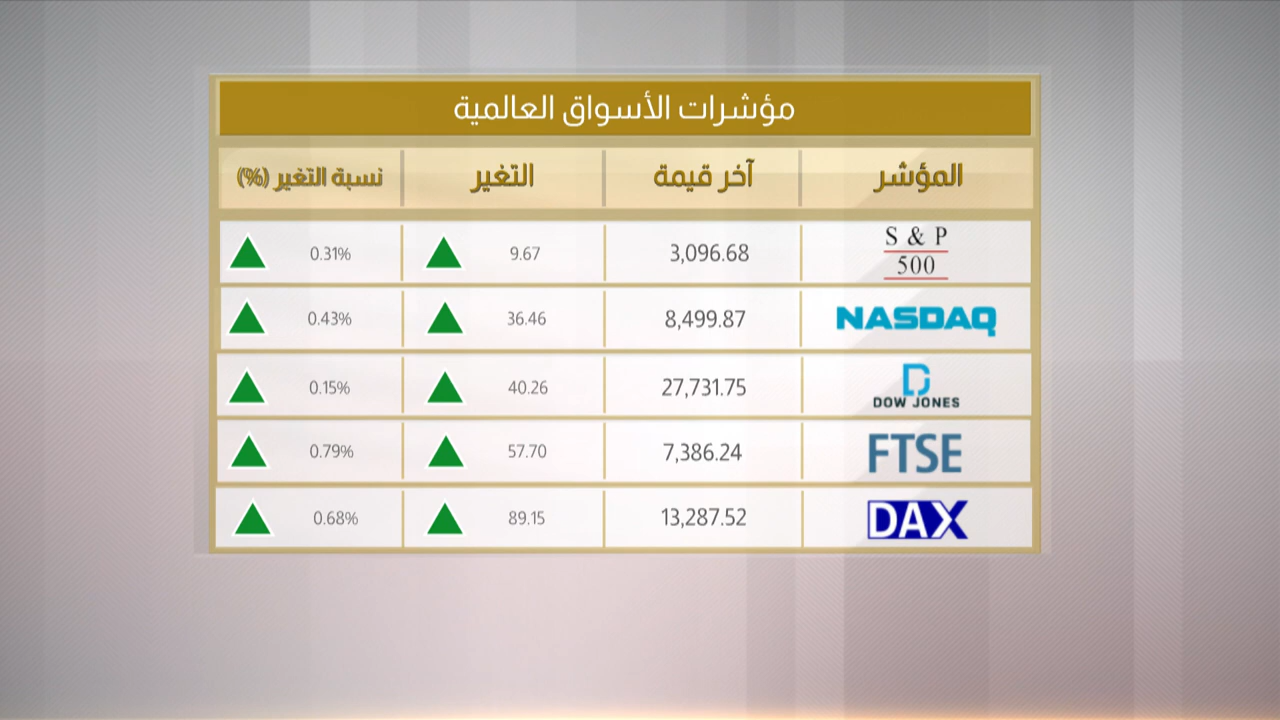 مؤشرات الأسواق العالمية
المؤشر آخر قيمة التغير نسبة التغير (%)
S & P
500
3,096.68 9.67 0.31%
NASDAQ 8,499.87 36.46 0.43%
DOW JONES 27,731.75 40.26 0.15%
FTSE 7,386.24 57.70 0.79%
DAX 13,287.52 89.15 0.68%